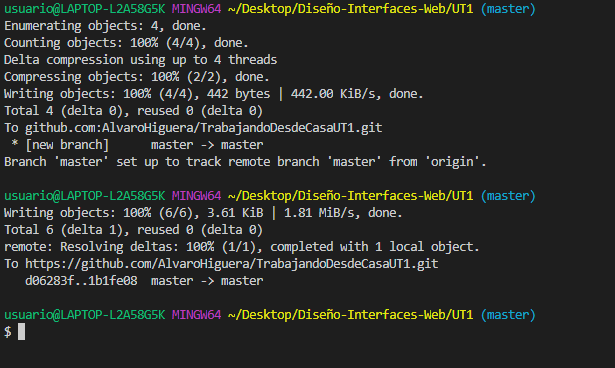 usuario@LAPTOP-L2A58G5K MINGW64 ~/Desktop/Diseño-Interfaces-Web/UT1 (master)
Enumerating objects: 4, done.
Counting objects: 100% (4/4), done.
Delta compression using up to 4 threads
Compressing objects: 100% (2/2), done.
Writing objects: 100% (4/4), 442 bytes | 442.00 KiB/s, done.
Total 4 (delta 0), reused 0 (delta 0)
To github.com:AlvaroHiguera/TrabajandoDesdeCasaUT1.git
 * [new branch]      master -> master
Branch 'master' set up to track remote branch 'master' from 'origin'.

usuario@LAPTOP-L2A58G5K MINGW64 ~/Desktop/Diseño-Interfaces-Web/UT1 (master)
Writing objects: 100% (6/6), 3.61 KiB | 1.81 MiB/s, done.
Total 6 (delta 1), reused 0 (delta 0)
remote: Resolving deltas: 100% (1/1), completed with 1 local object.
To https://github.com/AlvaroHiguera/TrabajandoDesdeCasaUT1.git
   d06283f..1b1fe08  master -> master

usuario@LAPTOP-L2A58G5K MINGW64 ~/Desktop/Diseño-Interfaces-Web/UT1 (master)
$